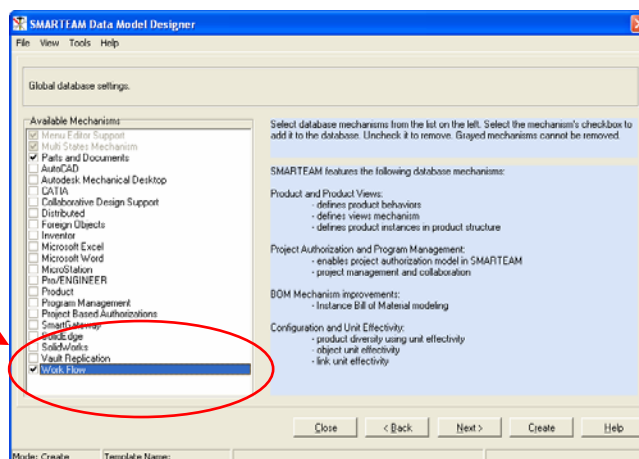 SMARTEAM Data Model Designer
File View Tools Help
Global database settings.
Available Mechanisms
Menu Editor Support
Multi States Mechanism
Parts and Documents
AutoCAD
Autodesk Mechanical Desktop
CATIA
Collaborative Design Support
Distributed
Foreign Objects
Inventor
Microsoft Excel
Microsoft Word
MicroStation
Pro/ENGINEER
Product
Program Management
Project Based Authorizations
SmartGateway
SolidEdge
SolidWorks
Vault Replication
Work Flow
Select database mechanisms from the list on the left. Select the mechanism's checkbox to
add it to the database. Uncheck it to remove. Grayed mechanisms cannot be removed.
SMARTEAM features the following database mechanisms:
Product and Product Views:
- defines product behaviors
- defines views mechanism
- defines product instances in product structure
Project Authorization and Program Management:
- enables project authorization model in SMARTEAM
- project management and collaboration
BOM Mechanism improvements:
- Instance Bill of Material modeling
Configuration and Unit Effectivity:
- product diversity using unit effectivity
- object unit effectivity
- link unit effectivity
Close < Back Next > Create Help
Mode: Create Template Name: